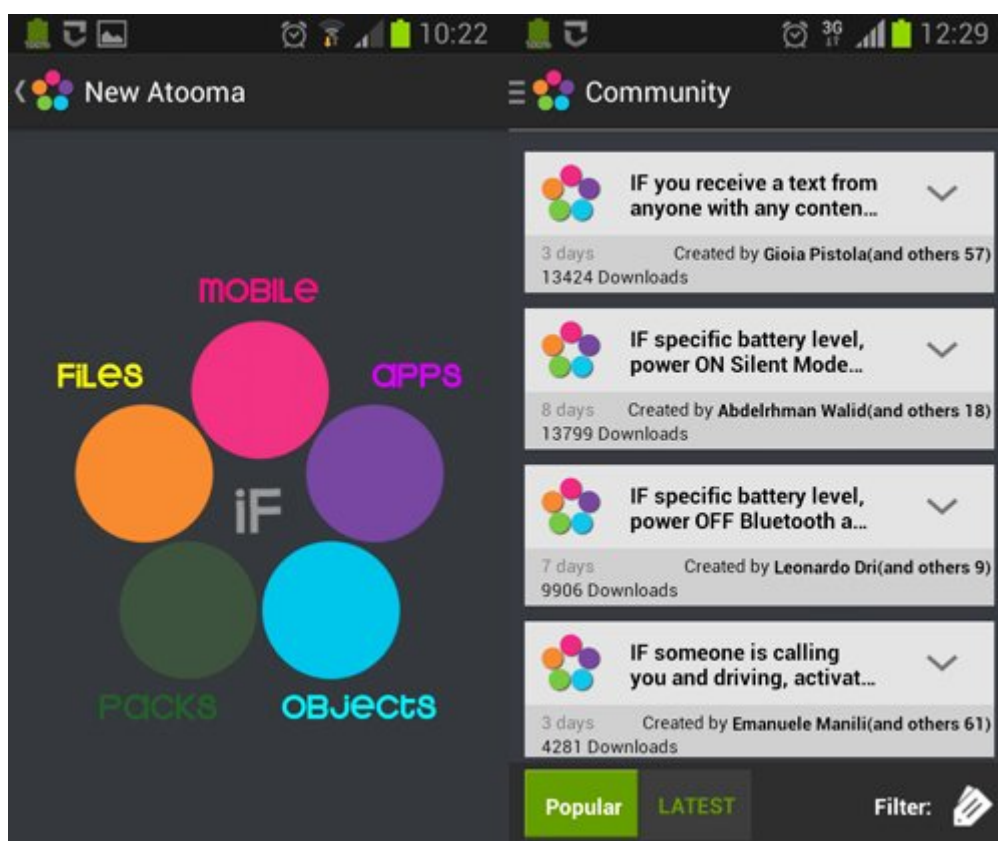 100%
10:22
New Atooma
MOBILE
FILES
APPS
iF
PACKS
OBJECTS
100%
3G
12:29
Community
IF you receive a text from
anyone with any conten...
3 days
Created by Gioia Pistola(and others 57)
13424 Downloads
IF specific battery level,
power ON Silent Mode...
8 days
Created by Abdelrhman Walid(and others 18)
13799 Downloads
IF specific battery level,
power OFF Bluetooth a...
7 days
Created by Leonardo Dri(and others 9)
9906 Downloads
IF someone is calling
you and driving, activat...
3 days
Created by Emanuele Manili(and others 61)
4281 Downloads
Popular
LATEST
Filter: